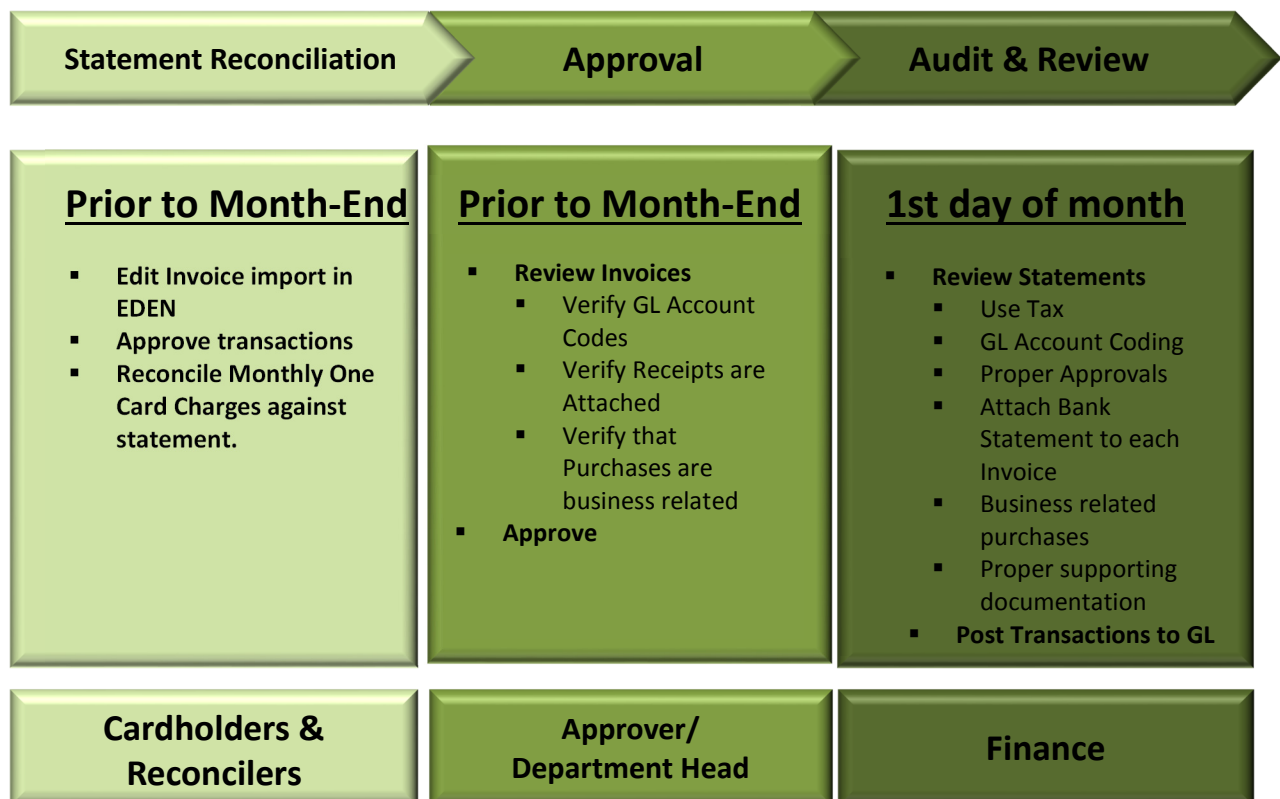 Statement Reconciliation
Approval
Audit & Review
Prior to Month-End
▪ Edit Invoice import in
EDEN
▪ Approve transactions
▪ Reconcile Monthly One
Card Charges against
statement.
Prior to Month-End
▪ Review Invoices
▪ Verify GL Account
Codes
▪ Verify Receipts are
Attached
▪ Verify that
Purchases are
business related
▪ Approve
1st day of month
▪ Review Statements
▪ Use Tax
▪ GL Account Coding
▪ Proper Approvals
▪ Attach Bank
Statement to each
Invoice
▪ Business related
purchases
▪ Proper supporting
documentation
▪ Post Transactions to GL
Cardholders &
Reconcilers
Approver/
Department Head
Finance